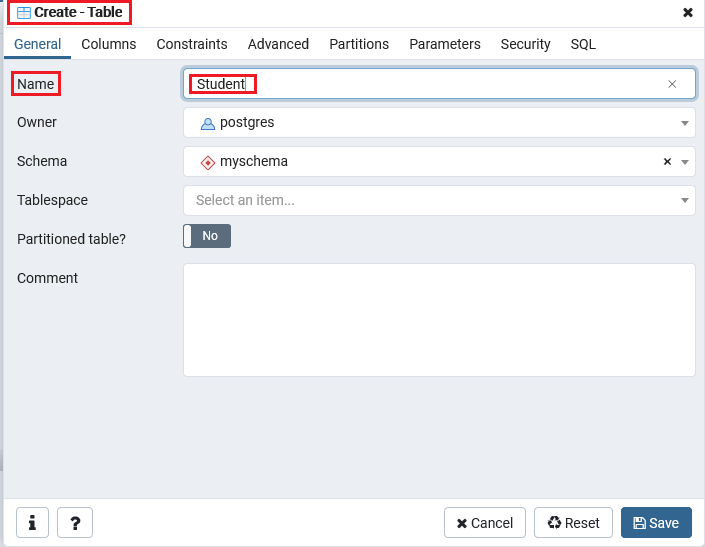 Create - Table
General Columns Constraints Advanced Partitions Parameters Security SQL
Name Student
Owner postgres
Schema myschema
Tablespace Select an item...
Partitioned table? No
Comment
i ? Cancel Reset Save